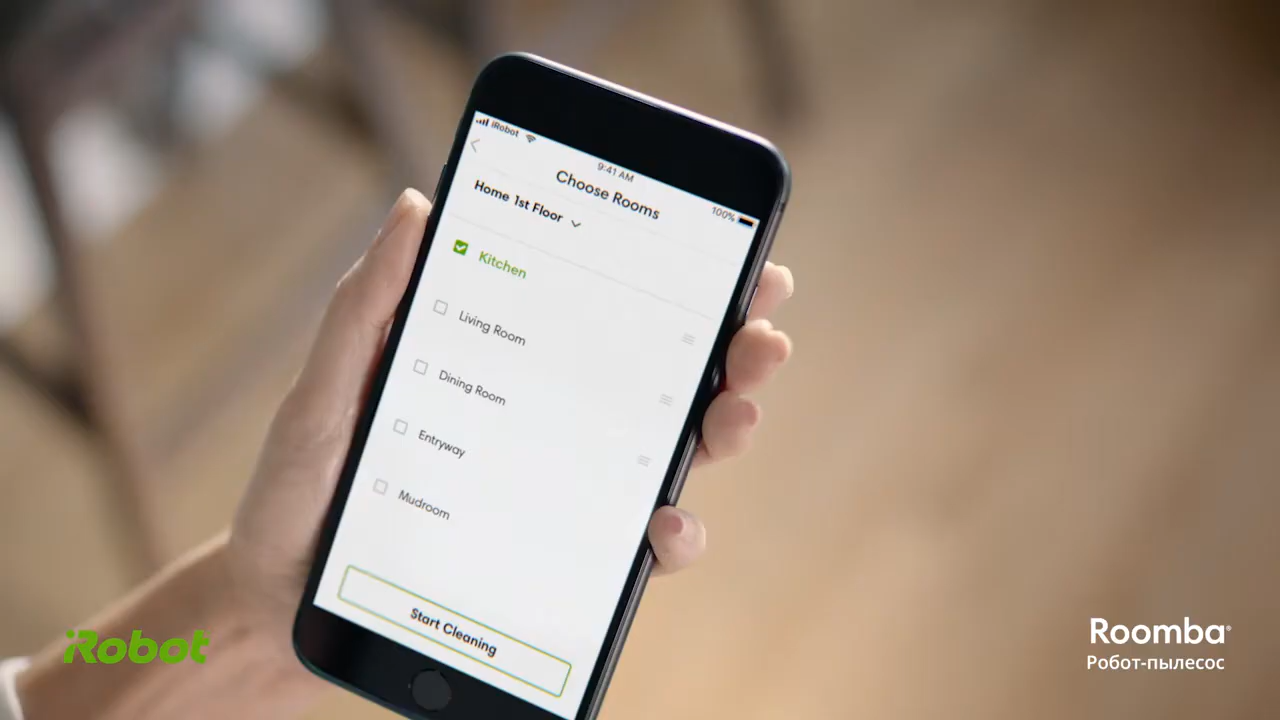 iRobot
9:41 AM
100%
Choose Rooms
Home 1st Floor
Kitchen
Living Room
Dining Room
Entryway
Mudroom
Start Cleaning
iRobot
Roomba®
Робот-пылесос